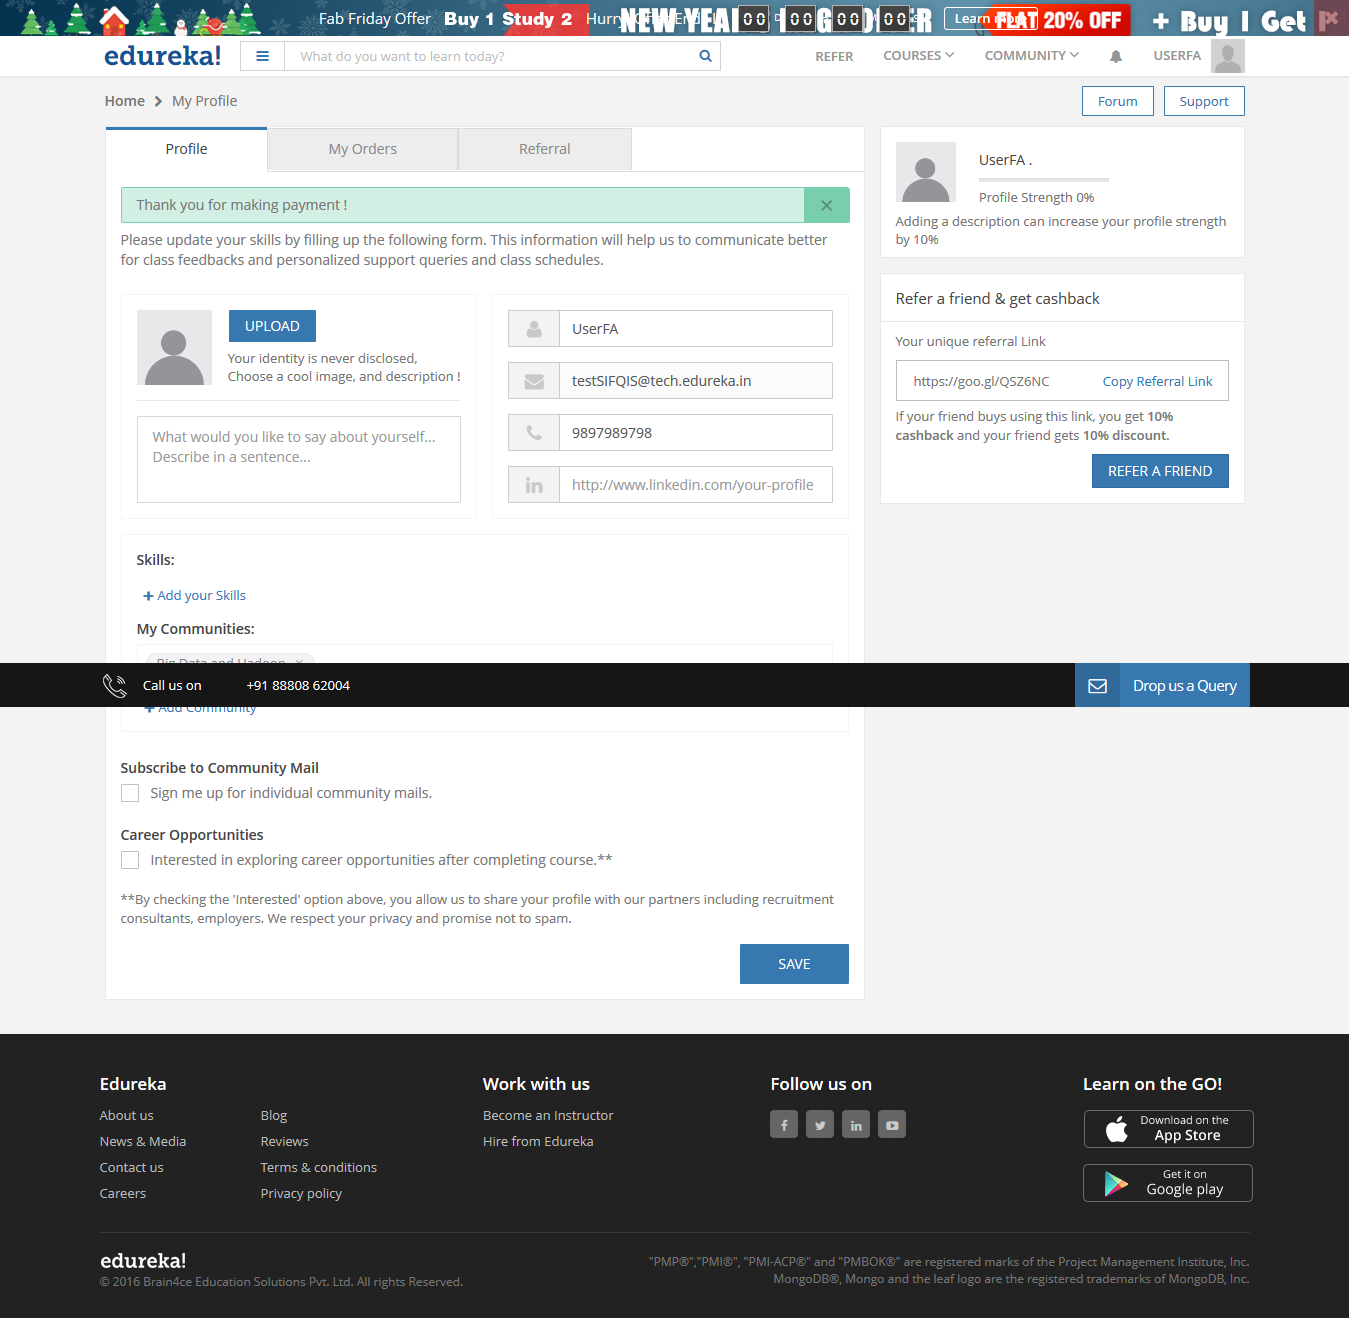 Fab Friday Offer Buy 1 Study 2
00 00 00 00
Learn more
FLAT 20% OFF + Buy 1 Get
edureka!
What do you want to learn today?
REFER COURSES COMMUNITY USERFA
Home My Profile
Forum Support
Profile My Orders Referral
Thank you for making payment !
Please update your skills by filling up the following form. This information will help us to communicate better
for class feedbacks and personalized support queries and class schedules.
UPLOAD
Your identity is never disclosed,
Choose a cool image, and description !
What would you like to say about yourself...
Describe in a sentence...
UserFA
testSIFQIS@tech.edureka.in
9897989798
http://www.linkedin.com/your-profile
UserFA .
Profile Strength 0%
Adding a description can increase your profile strength
by 10%
Refer a friend & get cashback
Your unique referral Link
https://goo.gl/QSZ6NC Copy Referral Link
If your friend buys using this link, you get 10%
cashback and your friend gets 10% discount.
REFER A FRIEND
Skills:
Add your Skills
My Communities:
Big Data and Hadoop
Call us on +91 88808 62004
Drop us a Query
Add Community
Subscribe to Community Mail
Sign me up for individual community mails.
Career Opportunities
Interested in exploring career opportunities after completing course.**
**By checking the 'Interested' option above, you allow us to share your profile with our partners including recruitment
consultants, employers. We respect your privacy and promise not to spam.
SAVE
Edureka
About us Blog
News & Media Reviews
Contact us Terms & conditions
Careers Privacy policy
Work with us
Become an Instructor
Hire from Edureka
Follow us on
Learn on the GO!
Download on the
App Store
Get it on
Google play
edureka!
© 2016 Brain4ce Education Solutions Pvt. Ltd. All rights Reserved.
"PMP®","PMI®", "PMI-ACP®" and "PMBOK®" are registered marks of the Project Management Institute, Inc.
MongoDB®, Mongo and the leaf logo are the registered trademarks of MongoDB, Inc.